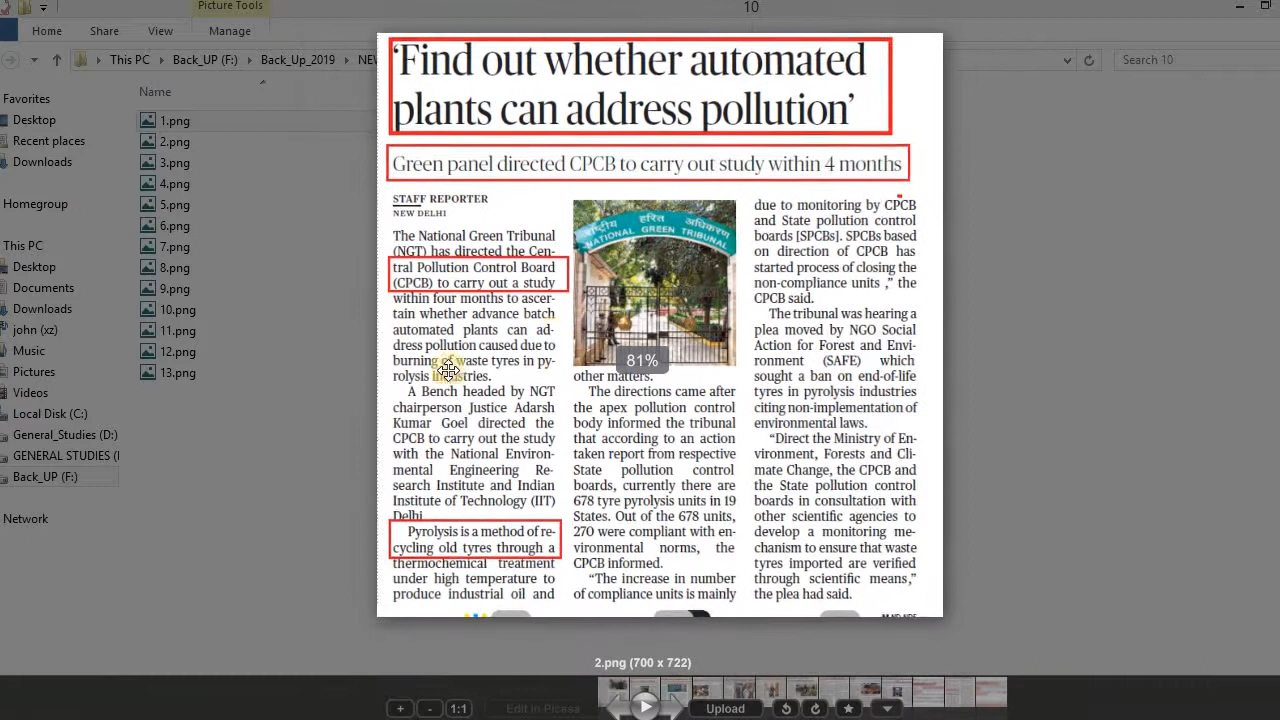 Picture Tools
10
Home
Share
View
Manage
This PC
Back_UP (F:)
Back_Up_2019
Search 10
Favorites
Desktop
Recent places
Downloads
Homegroup
This PC
Desktop
Documents
Downloads
john (xz)
Music
Pictures
Videos
Local Disk (C:)
General_Studies (D:)
GENERAL STUDIES (
Back_UP (F:)
Network
Name
1.png
2.png
3.png
4.png
5.png
6.png
7.png
8.png
9.png
10.png
11.png
12.png
13.png
‘Find out whether automated
plants can address pollution’
Green panel directed CPCB to carry out study within 4 months
STAFF REPORTER
NEW DELHI
The National Green Tribunal
(NGT) has directed the Cen-
tral Pollution Control Board
(CPCB) to carry out a study
within four months to ascer-
tain whether advance batch
automated plants can ad-
dress pollution caused due to
burning of waste tyres in py-
rolysis industries.
A Bench headed by NGT
chairperson Justice Adarsh
Kumar Goel directed the
CPCB to carry out the study
with the National Environ-
mental Engineering Re-
search Institute and Indian
Institute of Technology (IIT)
Delhi.
Pyrolysis is a method of re-
cycling old tyres through a
thermochemical treatment
under high temperature to
produce industrial oil and
राष्ट्रीय हरित अधिकरण
NATIONAL GREEN TRIBUNAL
81%
other matters.
The directions came after
the apex pollution control
body informed the tribunal
that according to an action
taken report from respective
State pollution control
boards, currently there are
678 tyre pyrolysis units in 19
States. Out of the 678 units,
270 were compliant with en-
vironmental norms, the
CPCB informed.
“The increase in number
of compliance units is mainly
due to monitoring by CPCB
and State pollution control
boards [SPCBs]. SPCBs based
on direction of CPCB has
started process of closing the
non-compliance units ,” the
CPCB said.
The tribunal was hearing a
plea moved by NGO Social
Action for Forest and Envi-
ronment (SAFE) which
sought a ban on end-of-life
tyres in pyrolysis industries
citing non-implementation of
environmental laws.
“Direct the Ministry of En-
vironment, Forests and Cli-
mate Change, the CPCB and
the State pollution control
boards in consultation with
other scientific agencies to
develop a monitoring me-
chanism to ensure that waste
tyres imported are verified
through scientific means,”
the plea had said.
2.png (700 x 722)
1:1
Edit in Picasa
Upload